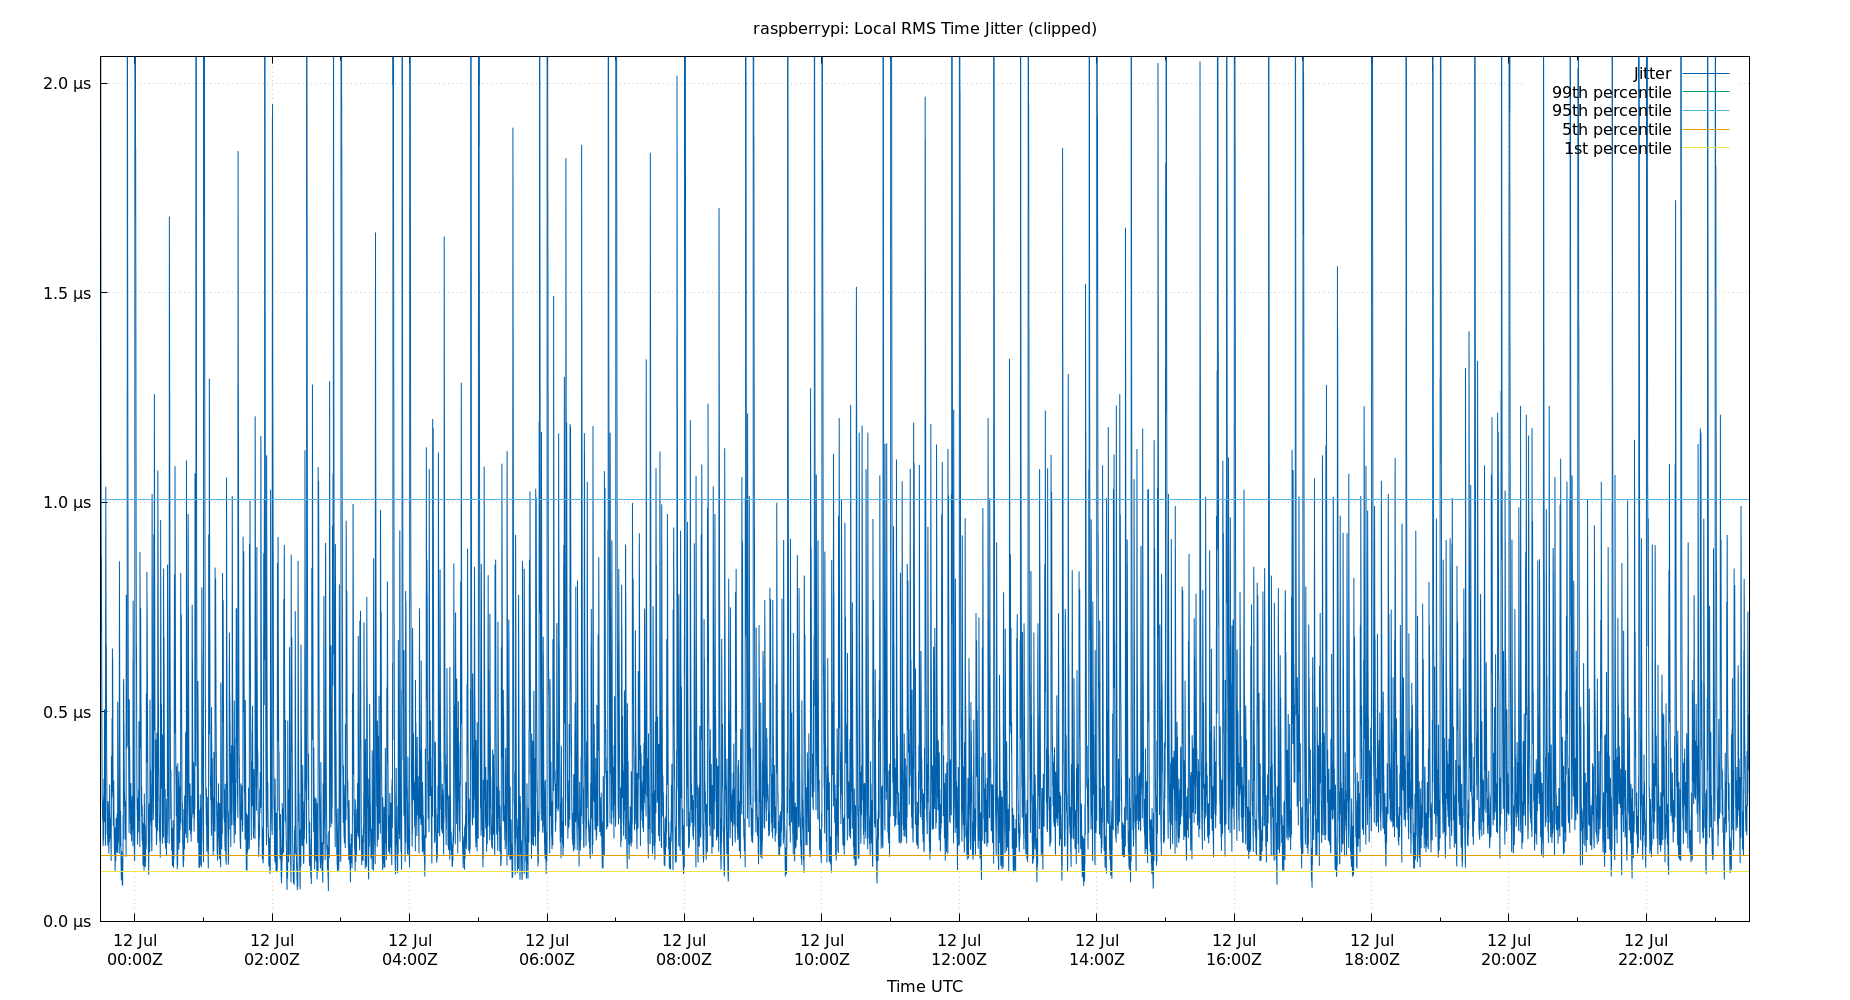 raspberrypi: Local RMS Time Jitter (clipped)
Jitter
99th percentile
95th percentile
5th percentile
1st percentile
2.0 µs
1.5 µs
1.0 µs
0.5 µs
0.0 µs
12 Jul 12 Jul 12 Jul 12 Jul 12 Jul 12 Jul 12 Jul 12 Jul 12 Jul 12 Jul 12 Jul 12 Jul
00:00Z 02:00Z 04:00Z 06:00Z 08:00Z 10:00Z 12:00Z 14:00Z 16:00Z 18:00Z 20:00Z 22:00Z
Time UTC